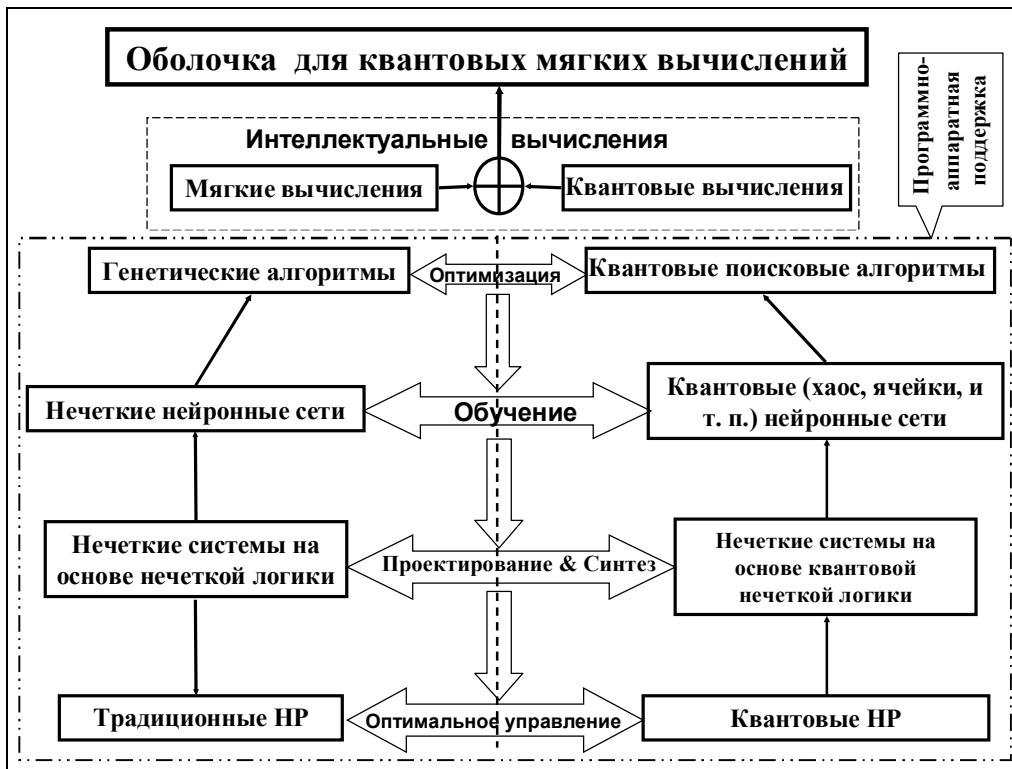 Оболочка для квантовых мягких вычислений
Программно-
аппаратная
поддержка
Интеллектуальные вычисления
Мягкие вычисления
Квантовые вычисления
Генетические алгоритмы
Оптимизация
Квантовые поисковые алгоритмы
Нечеткие нейронные сети
Обучение
Квантовые (хаос, ячейки, и
т. п.) нейронные сети
Нечеткие системы на
основе нечеткой логики
Проектирование & Синтез
Нечеткие системы на
основе квантовой
нечеткой логики
Традиционные НР
Оптимальное управление
Квантовые НР